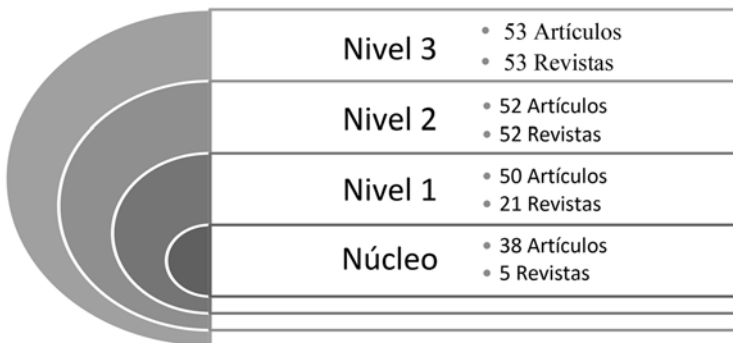 Nivel 3
• 53 Artículos
• 53 Revistas
Nivel 2
• 52 Artículos
• 52 Revistas
Nivel 1
• 50 Artículos
• 21 Revistas
Núcleo
• 38 Artículos
• 5 Revistas